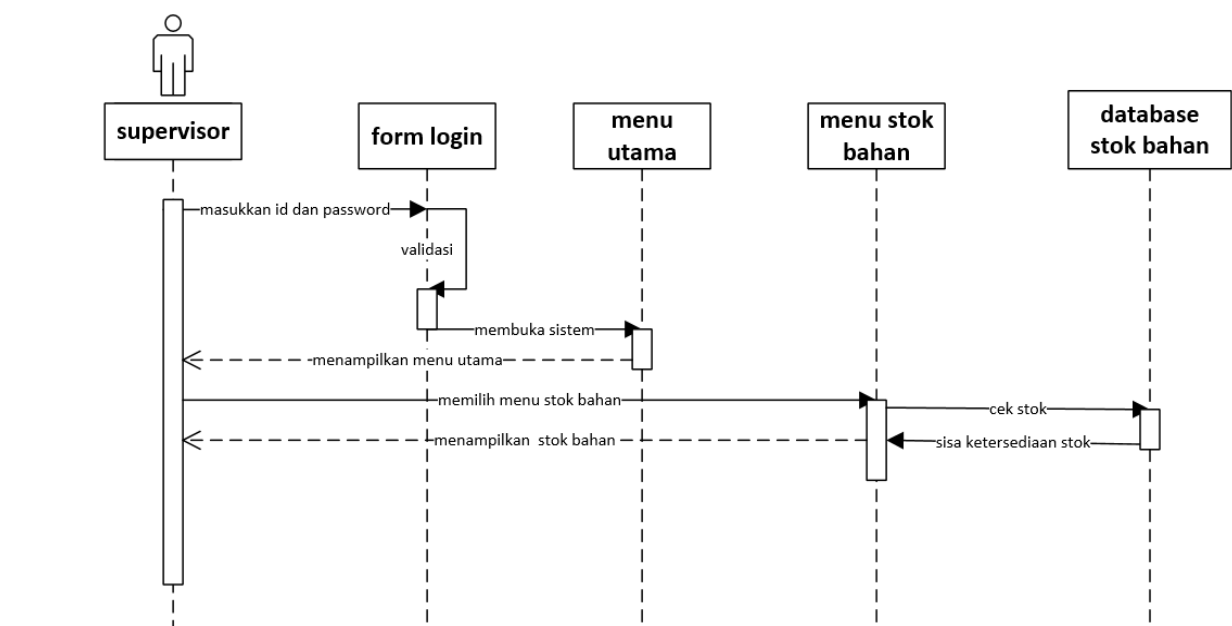 supervisor
form login
menu
utama
menu stok
bahan
database
stok bahan
masukkan id dan password
validasi
membuka sistem
menampilkan menu utama
memilih menu stok bahan
cek stok
menampilkan stok bahan
sisa ketersediaan stok